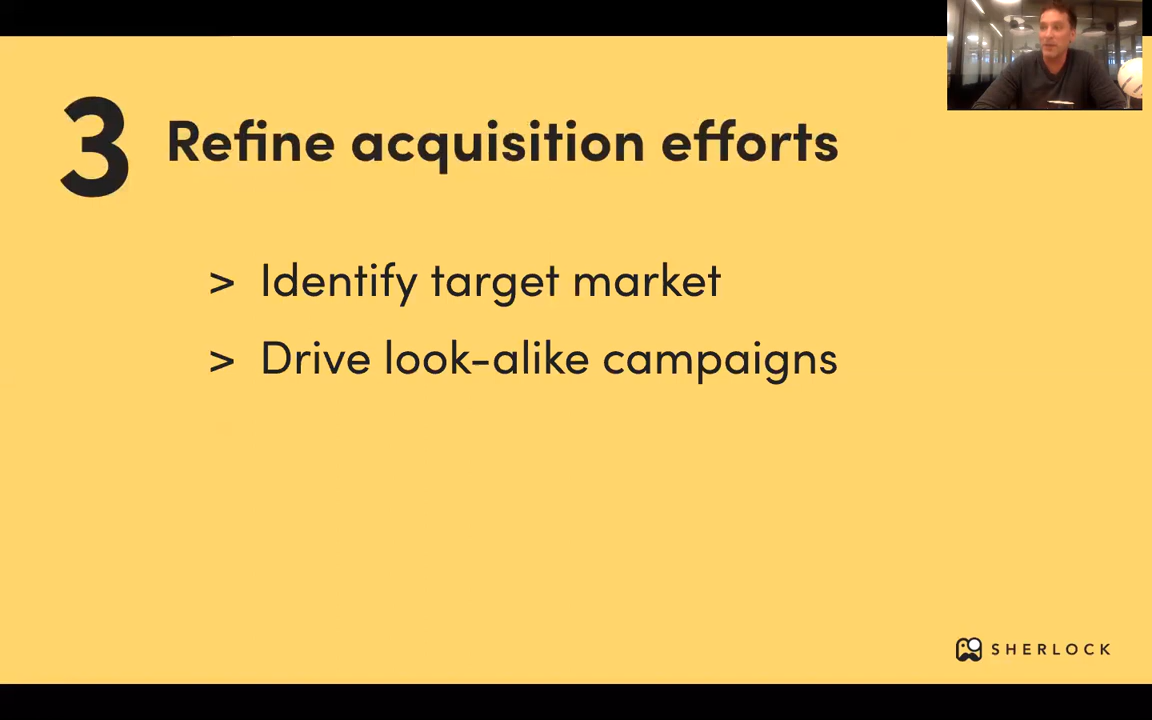 3 Refine acquisition efforts
> Identify target market
> Drive look-alike campaigns
SHERLOCK